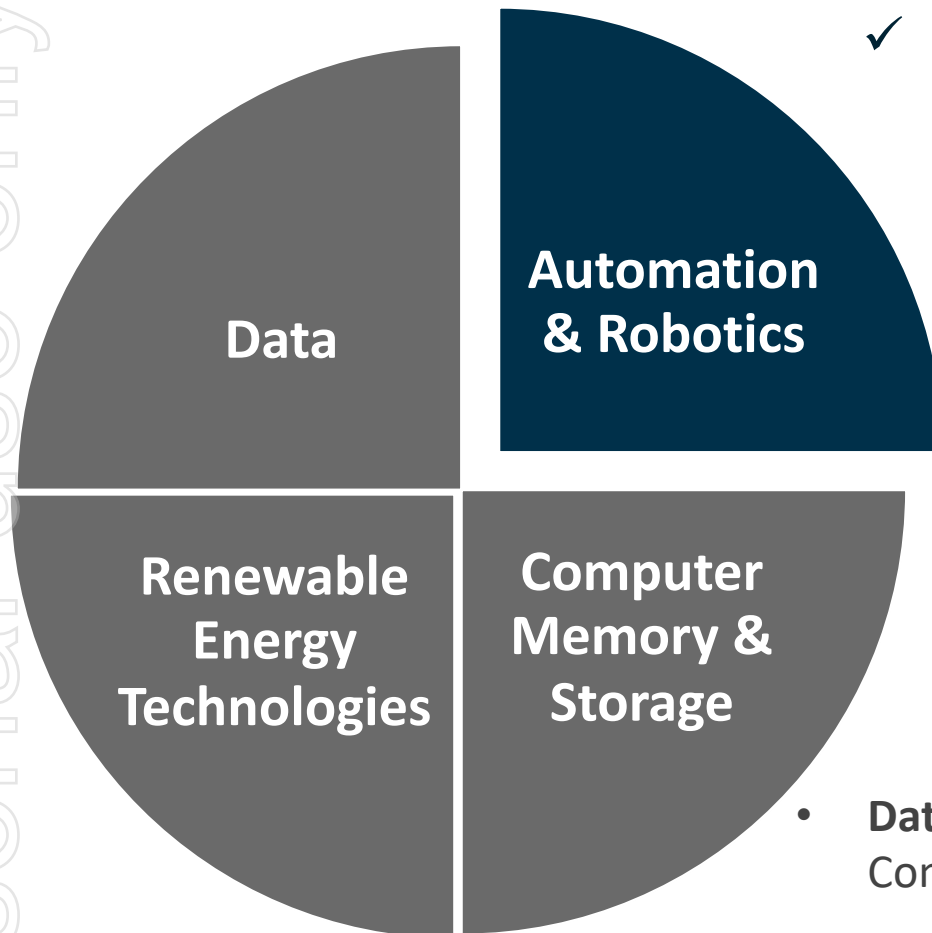 ✓
Automation
& Robotics
Data
Renewable
Energy
Technologies
Computer
Memory &
Storage
•